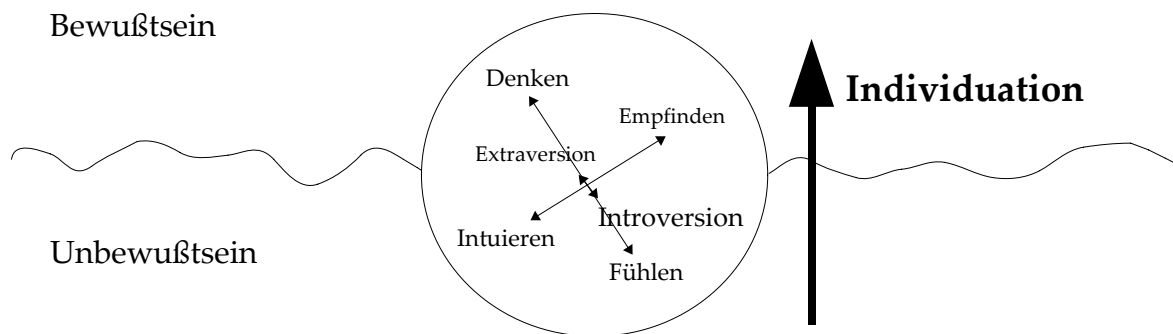 Bewußtsein
Denken
Individuation
Empfinden
Extraversion
Introversion
Intuieren
Unbewußtsein
Fühlen